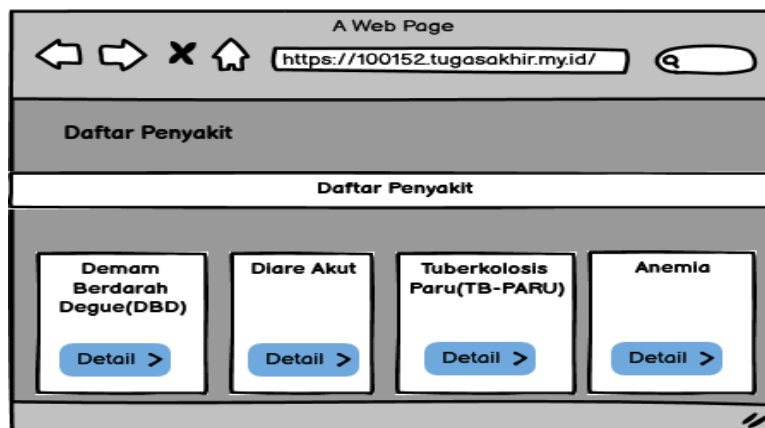 A Web Page
https://100152.tugasakhir.my.id/
Daftar Penyakit
Daftar Penyakit
Demam
Berdarah
Degue(DBD)
Detail >
Diare Akut
Detail >
Tuberkolosis
Paru(TB-PARU)
Detail >
Anemia
Detail >